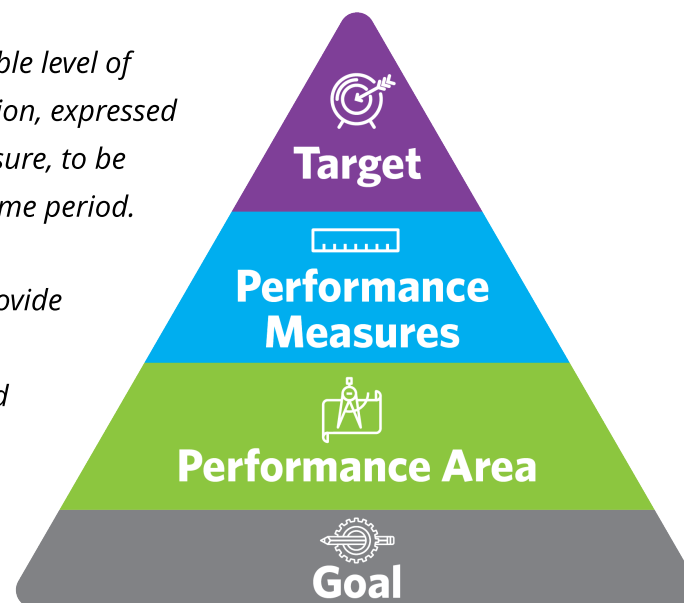 ble level of
ion, expressed
sure, to be
me period.
ovide
d
Target
Performance
Measures
Performance Area
Goal